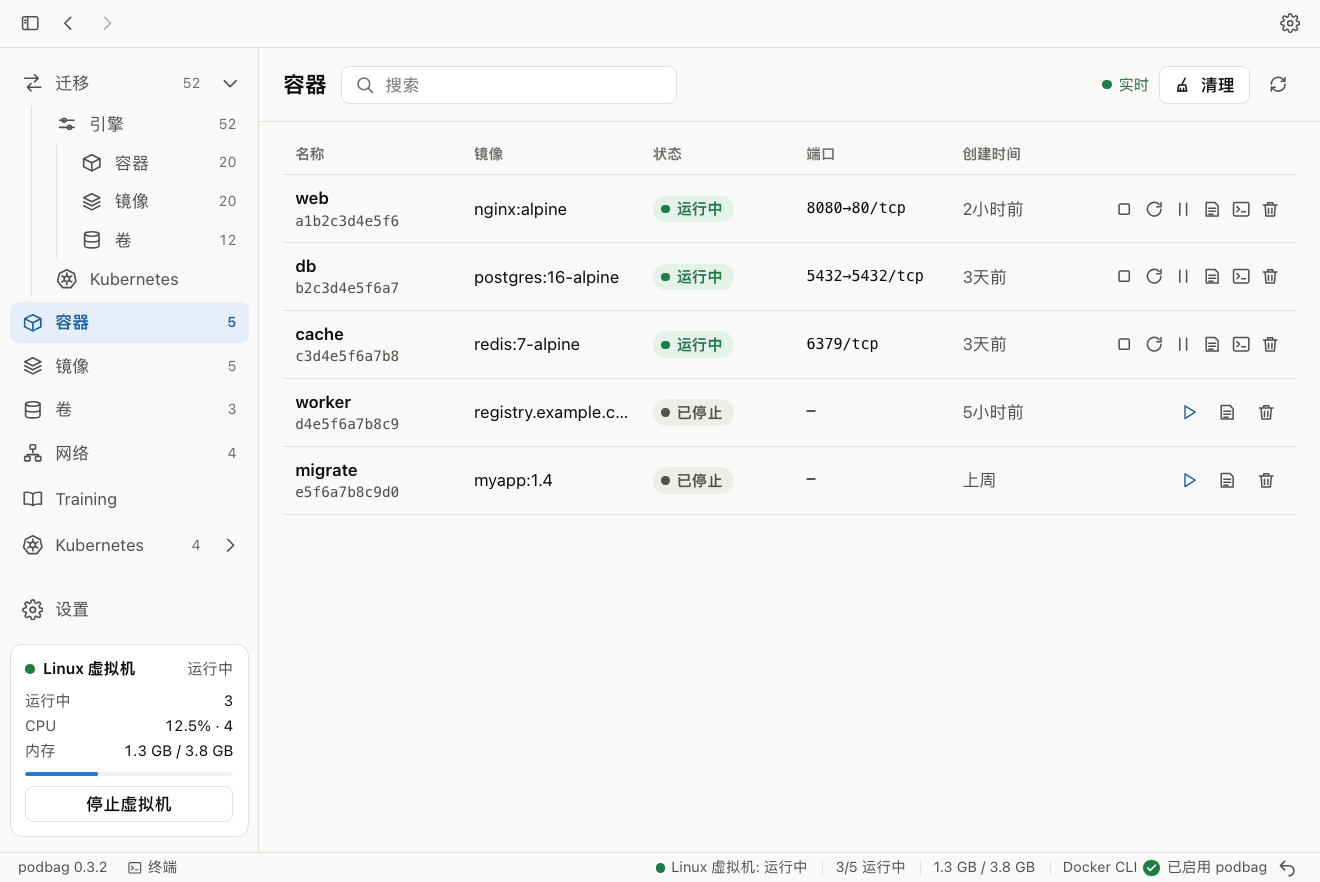 迁移 52
引擎 52
容器 20
镜像 20
卷 12
Kubernetes
容器 5
镜像 5
卷 3
网络 4
Training
Kubernetes 4
设置
Linux 虚拟机 运行中
运行中 3
CPU 12.5% · 4
内存 1.3 GB / 3.8 GB
停止虚拟机
容器 搜索 实时 清理
名称 镜像 状态 端口 创建时间
web
a1b2c3d4e5f6
nginx:alpine 运行中 8080→80/tcp 2小时前
db
b2c3d4e5f6a7
postgres:16-alpine 运行中 5432→5432/tcp 3天前
cache
c3d4e5f6a7b8
redis:7-alpine 运行中 6379/tcp 3天前
worker
d4e5f6a7b8c9
registry.example.c... 已停止 – 5小时前
migrate
e5f6a7b8c9d0
myapp:1.4 已停止 – 上周
podbag 0.3.2 终端 Linux 虚拟机: 运行中 3/5 运行中 1.3 GB / 3.8 GB Docker CLI 已启用 podbag